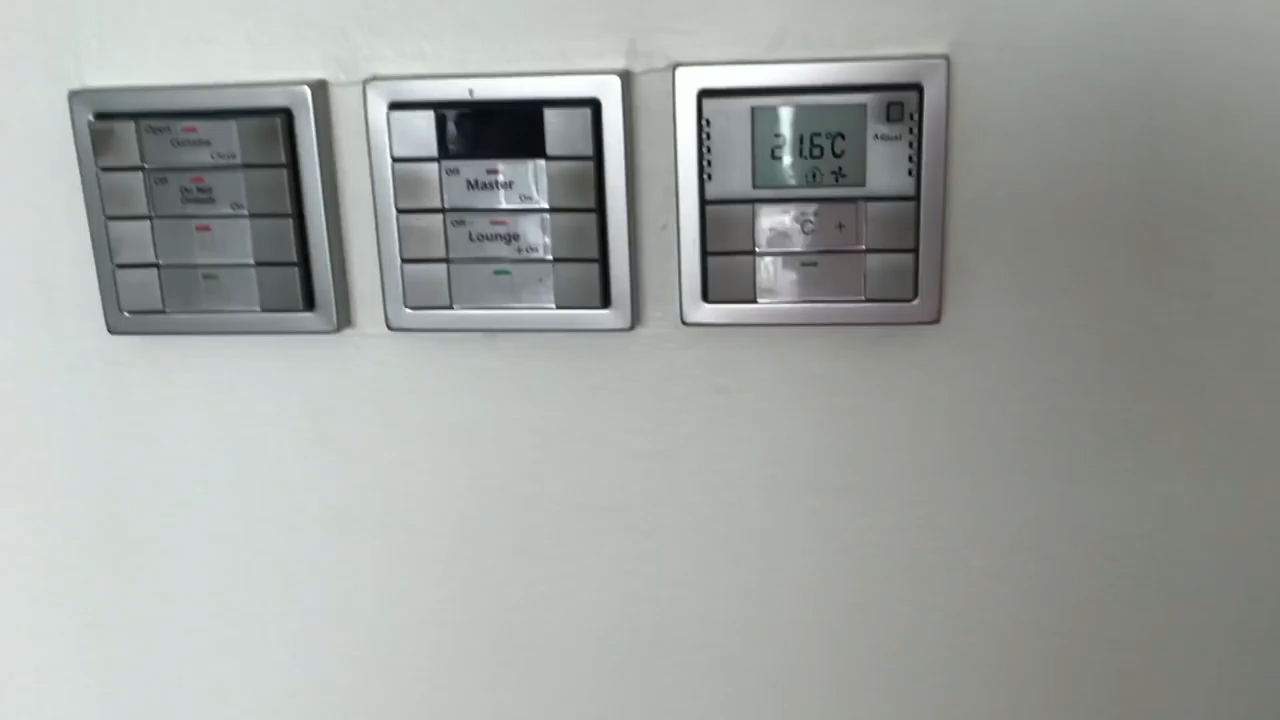 Open
Curtains
Close
Off
Do Not
Disturb
On
Off
Master
On
Off -
Lounge
+ On
21.6°C
Adjust
°C +